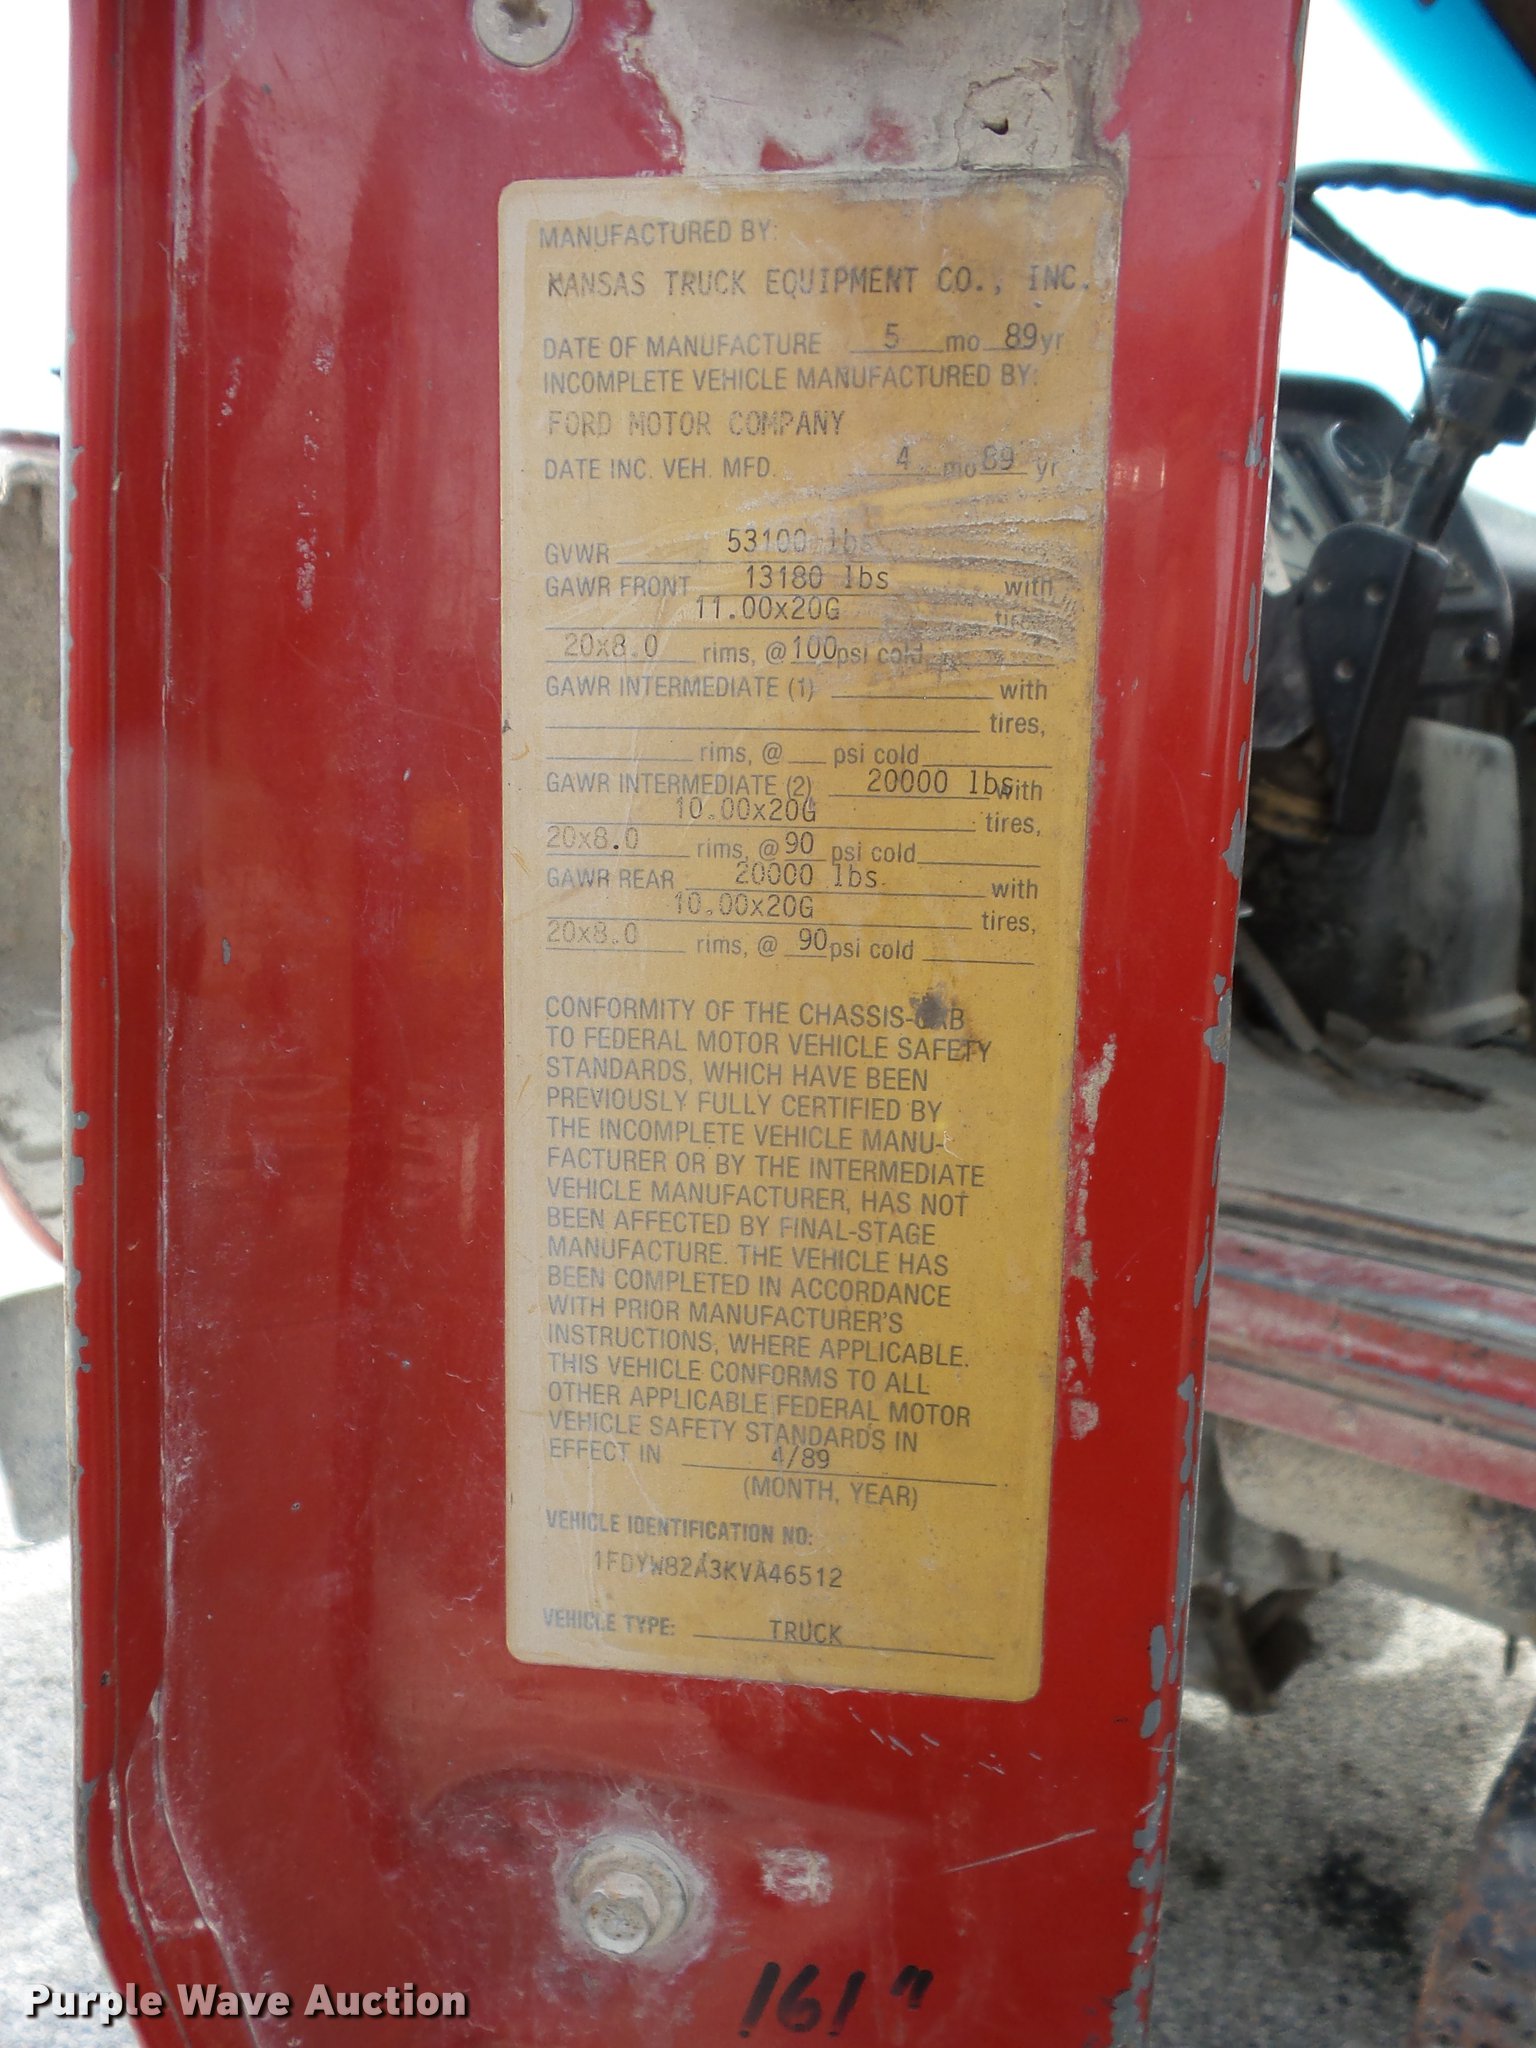 MANUFACTURED BY:
KANSAS TRUCK EQUIPMENT CO., INC.
DATE OF MANUFACTURE 5 mo 89 yr
INCOMPLETE VEHICLE MANUFACTURED BY:
FORD MOTOR COMPANY
DATE INC. VEH. MFD. 4 mo 89 yr
GVWR 53100 lbs
GAWR FRONT 13180 lbs with
11.00x20G tires,
20x8.0 rims, @ 100 psi cold
GAWR INTERMEDIATE (1) with
tires,
rims, @ psi cold
GAWR INTERMEDIATE (2) 20000 lbs with
10.00x20G tires,
20x8.0 rims, @ 90 psi cold
GAWR REAR 20000 lbs with
10.00x20G tires,
20x8.0 rims, @ 90 psi cold
CONFORMITY OF THE CHASSIS-CAB
TO FEDERAL MOTOR VEHICLE SAFETY
STANDARDS, WHICH HAVE BEEN
PREVIOUSLY FULLY CERTIFIED BY
THE INCOMPLETE VEHICLE MANU-
FACTURER OR BY THE INTERMEDIATE
VEHICLE MANUFACTURER, HAS NOT
BEEN AFFECTED BY FINAL-STAGE
MANUFACTURE. THE VEHICLE HAS
BEEN COMPLETED IN ACCORDANCE
WITH PRIOR MANUFACTURER'S
INSTRUCTIONS, WHERE APPLICABLE.
THIS VEHICLE CONFORMS TO ALL
OTHER APPLICABLE FEDERAL MOTOR
VEHICLE SAFETY STANDARDS IN
EFFECT IN 4/89
(MONTH, YEAR)
VEHICLE IDENTIFICATION NO:
1FDYW82A3KVA46512
VEHICLE TYPE: TRUCK
161"
Purple Wave Auction